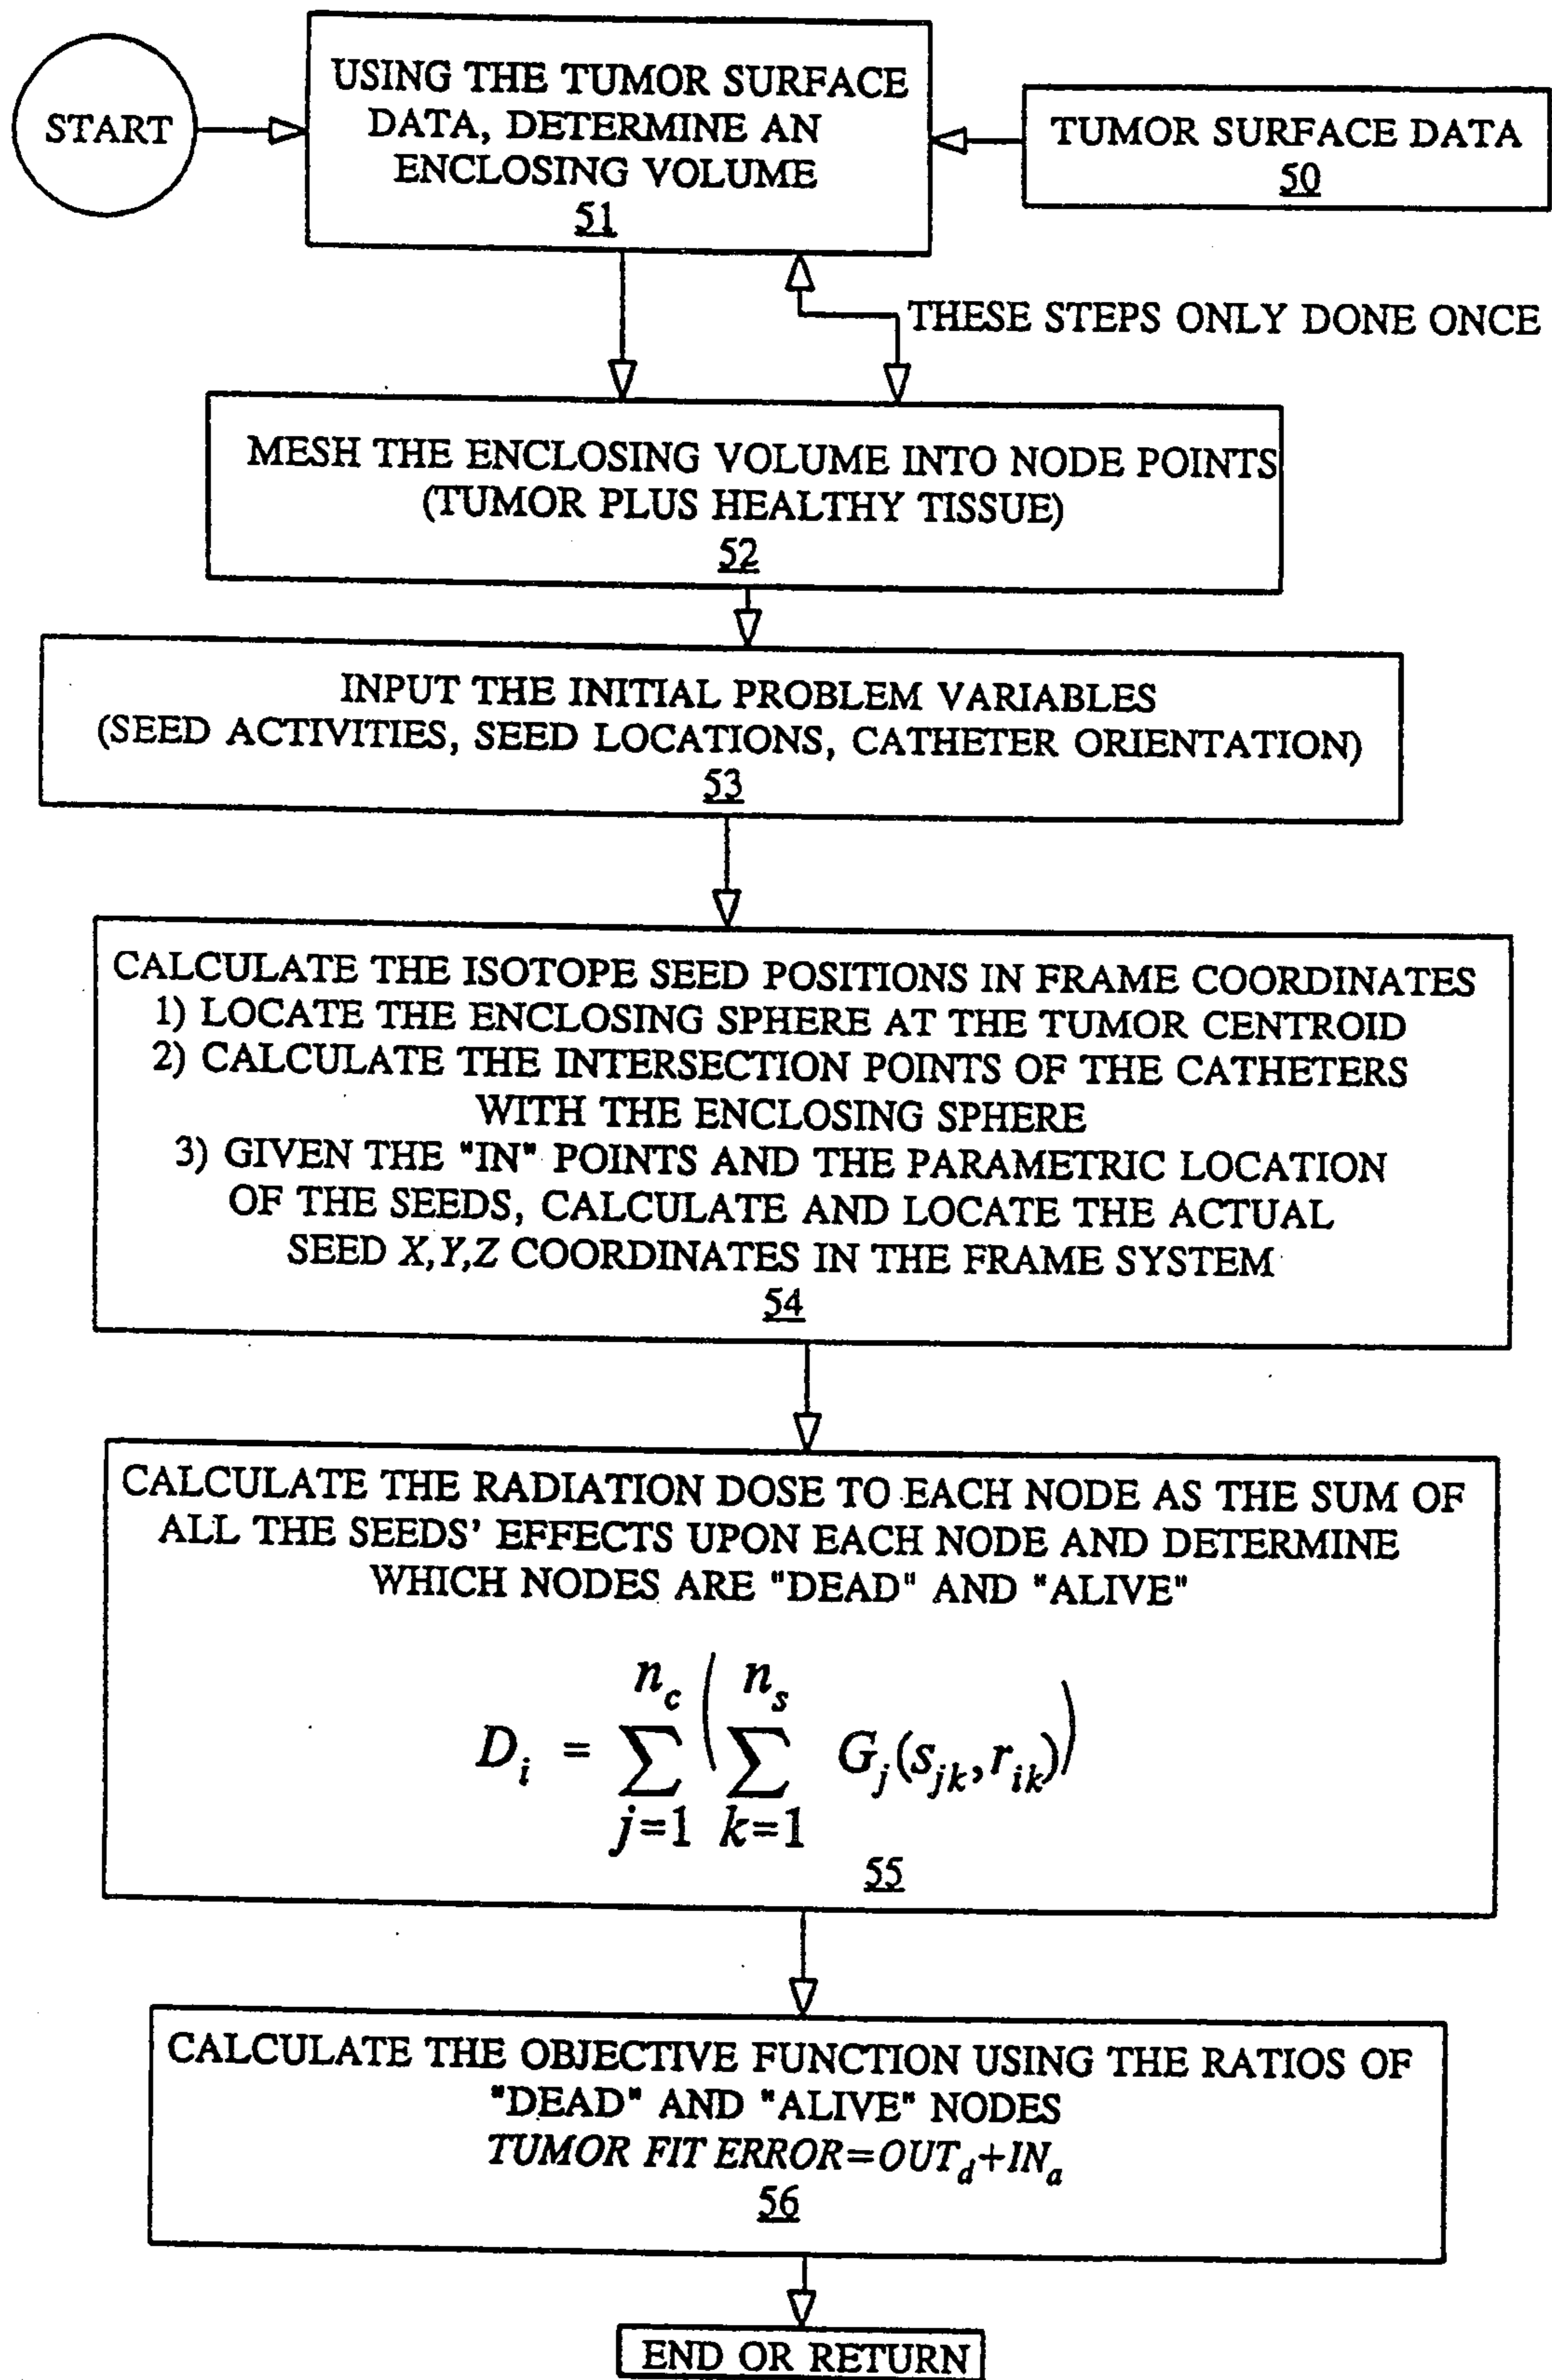 START
USING THE TUMOR SURFACE
DATA, DETERMINE AN
ENCLOSING VOLUME
51
TUMOR SURFACE DATA
50
THESE STEPS ONLY DONE ONCE
MESH THE ENCLOSING VOLUME INTO NODE POINTS
(TUMOR PLUS HEALTHY TISSUE)
52
INPUT THE INITIAL PROBLEM VARIABLES
(SEED ACTIVITIES, SEED LOCATIONS, CATHETER ORIENTATION)
53
CALCULATE THE ISOTOPE SEED POSITIONS IN FRAME COORDINATES
1) LOCATE THE ENCLOSING SPHERE AT THE TUMOR CENTROID
2) CALCULATE THE INTERSECTION POINTS OF THE CATHETERS
WITH THE ENCLOSING SPHERE
3) GIVEN THE "IN" POINTS AND THE PARAMETRIC LOCATION
OF THE SEEDS, CALCULATE AND LOCATE THE ACTUAL
SEED X,Y,Z COORDINATES IN THE FRAME SYSTEM
54
CALCULATE THE RADIATION DOSE TO EACH NODE AS THE SUM OF
ALL THE SEEDS' EFFECTS UPON EACH NODE AND DETERMINE
WHICH NODES ARE "DEAD" AND "ALIVE"
D_i = \sum_{j=1}^{n_c} ( \sum_{k=1}^{n_s} G_j(s_{jk},r_{ik}) )
55
CALCULATE THE OBJECTIVE FUNCTION USING THE RATIOS OF
"DEAD" AND "ALIVE" NODES
TUMOR FIT ERROR=OUT_d+IN_a
56
END OR RETURN